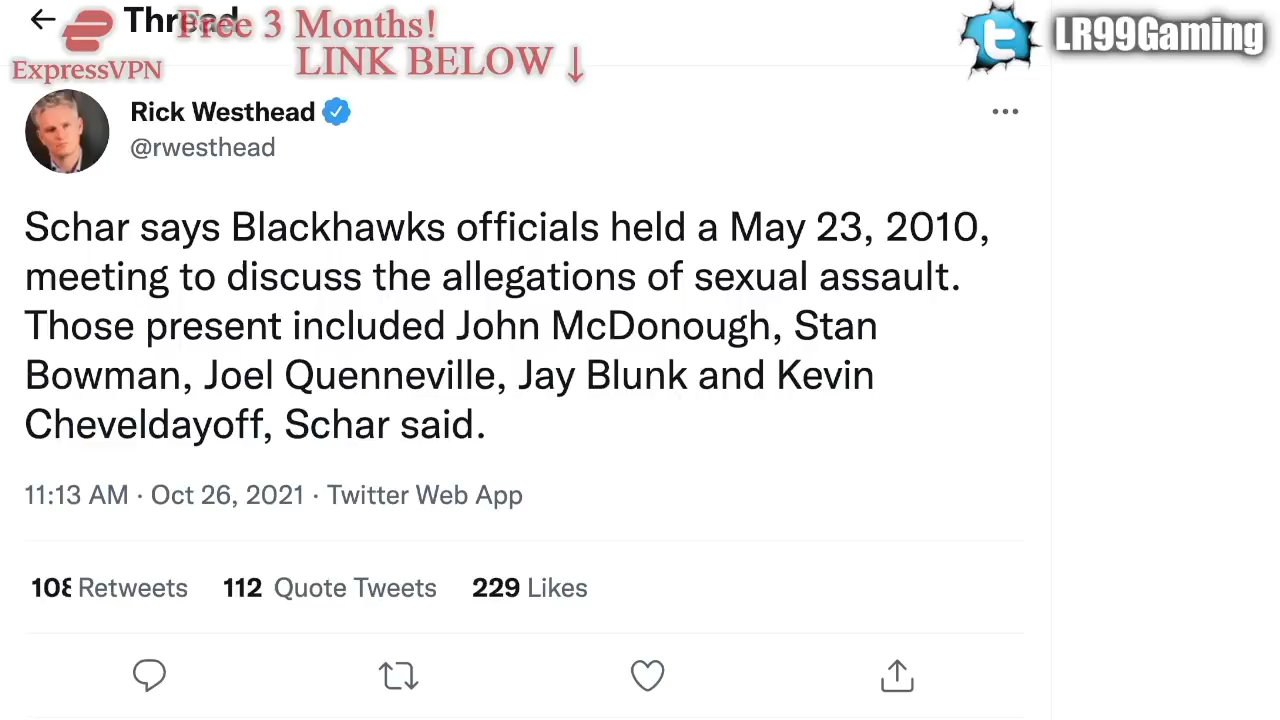 Thread
Free 3 Months!
LINK BELOW ↓
ExpressVPN
LR99Gaming
Rick Westhead
@rwesthead
Schar says Blackhawks officials held a May 23, 2010,
meeting to discuss the allegations of sexual assault.
Those present included John McDonough, Stan
Bowman, Joel Quenneville, Jay Blunk and Kevin
Cheveldayoff, Schar said.
11:13 AM · Oct 26, 2021 · Twitter Web App
108 Retweets 112 Quote Tweets 229 Likes